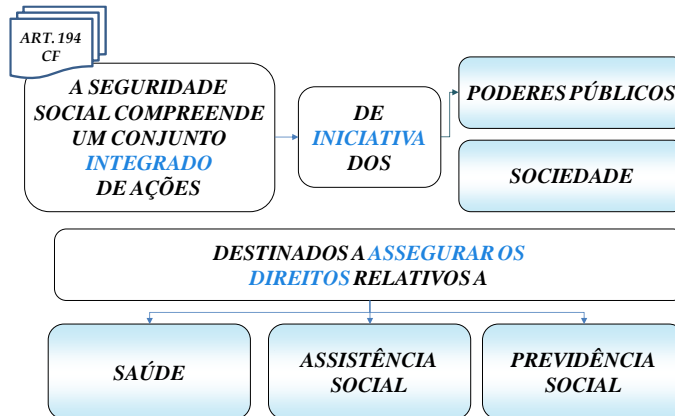 ART. 194
CF
A SEGURIDADE
SOCIAL COMPREENDE
UM CONJUNTO
INTEGRADO
DE AÇÕES
DE
INICIATIVA
DOS
PODERES PÚBLICOS
SOCIEDADE
DESTINADOS A ASSEGURAR OS
DIREITOS RELATIVOS A
SAÚDE
ASSISTÊNCIA
SOCIAL
PREVIDÊNCIA
SOCIAL